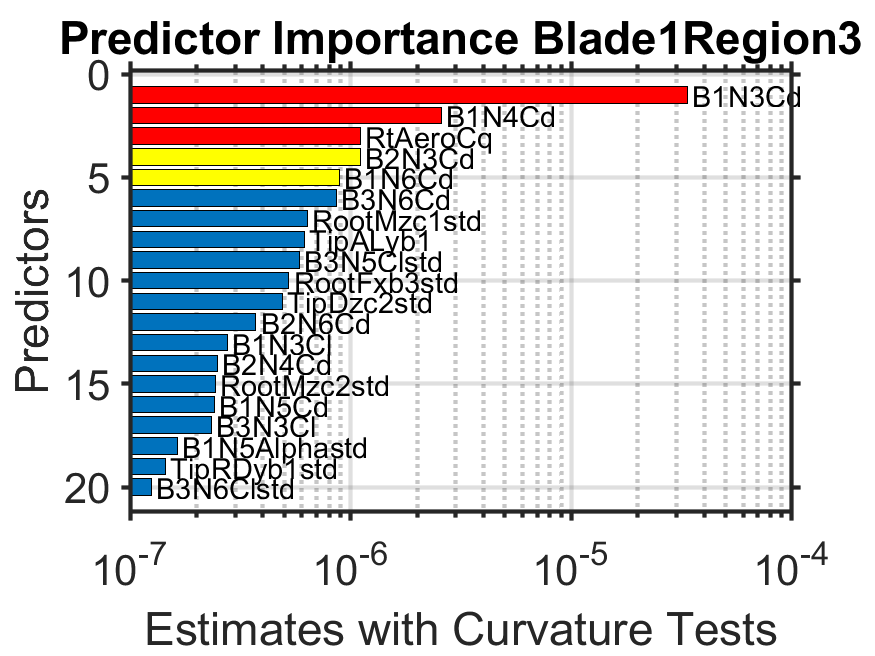 Predictor Importance Blade1Region3
0
B1N3Cd
B1N4Cd
RtAeroCq
B2N3Cd
5
B1N6Cd
B3N6Cd
RootMzc1std
TipALyb1
B3N5Clstd
10
RootFxb3std
TipDzc2std
B2N6Cd
B1N3Cl
B2N4Cd
15
RootMzc2std
B1N5Cd
B3N3Cl
B1N5Alphastd
TipRDyb1std
20
B3N6Clstd
Predictors
10-7 10-6 10-5 10-4
Estimates with Curvature Tests